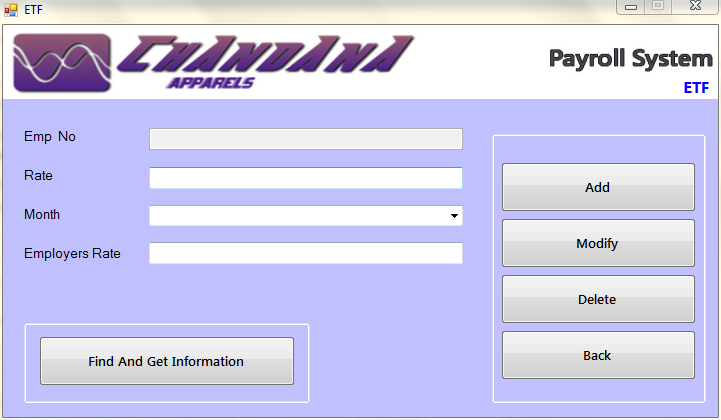 ETF
CHANDANA
APPARELS
Payroll System
ETF
Emp No
Rate
Month
Employers Rate
Add
Modify
Delete
Back
Find And Get Information